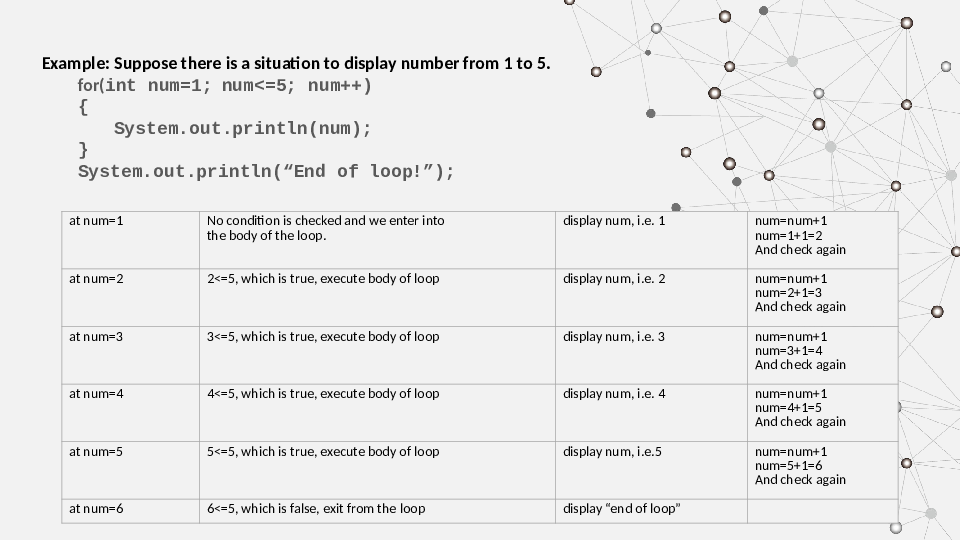 Example: Suppose there is a situation to display number from 1 to 5.
for(int num=1; num<=5; num++)
{
System.out.println(num);
}
System.out.println(“End of loop!”);
at num=1
No condition is checked and we enter into
the body of the loop.
display num, i.e. 1
num=num+1
num=1+1=2
And check again
at num=2
2<=5, which is true, execute body of loop
display num, i.e. 2
num=num+1
num=2+1=3
And check again
at num=3
3<=5, which is true, execute body of loop
display num, i.e. 3
num=num+1
num=3+1=4
And check again
at num=4
4<=5, which is true, execute body of loop
display num, i.e. 4
num=num+1
num=4+1=5
And check again
at num=5
5<=5, which is true, execute body of loop
display num, i.e.5
num=num+1
num=5+1=6
And check again
at num=6
6<=5, which is false, exit from the loop
display “end of loop”